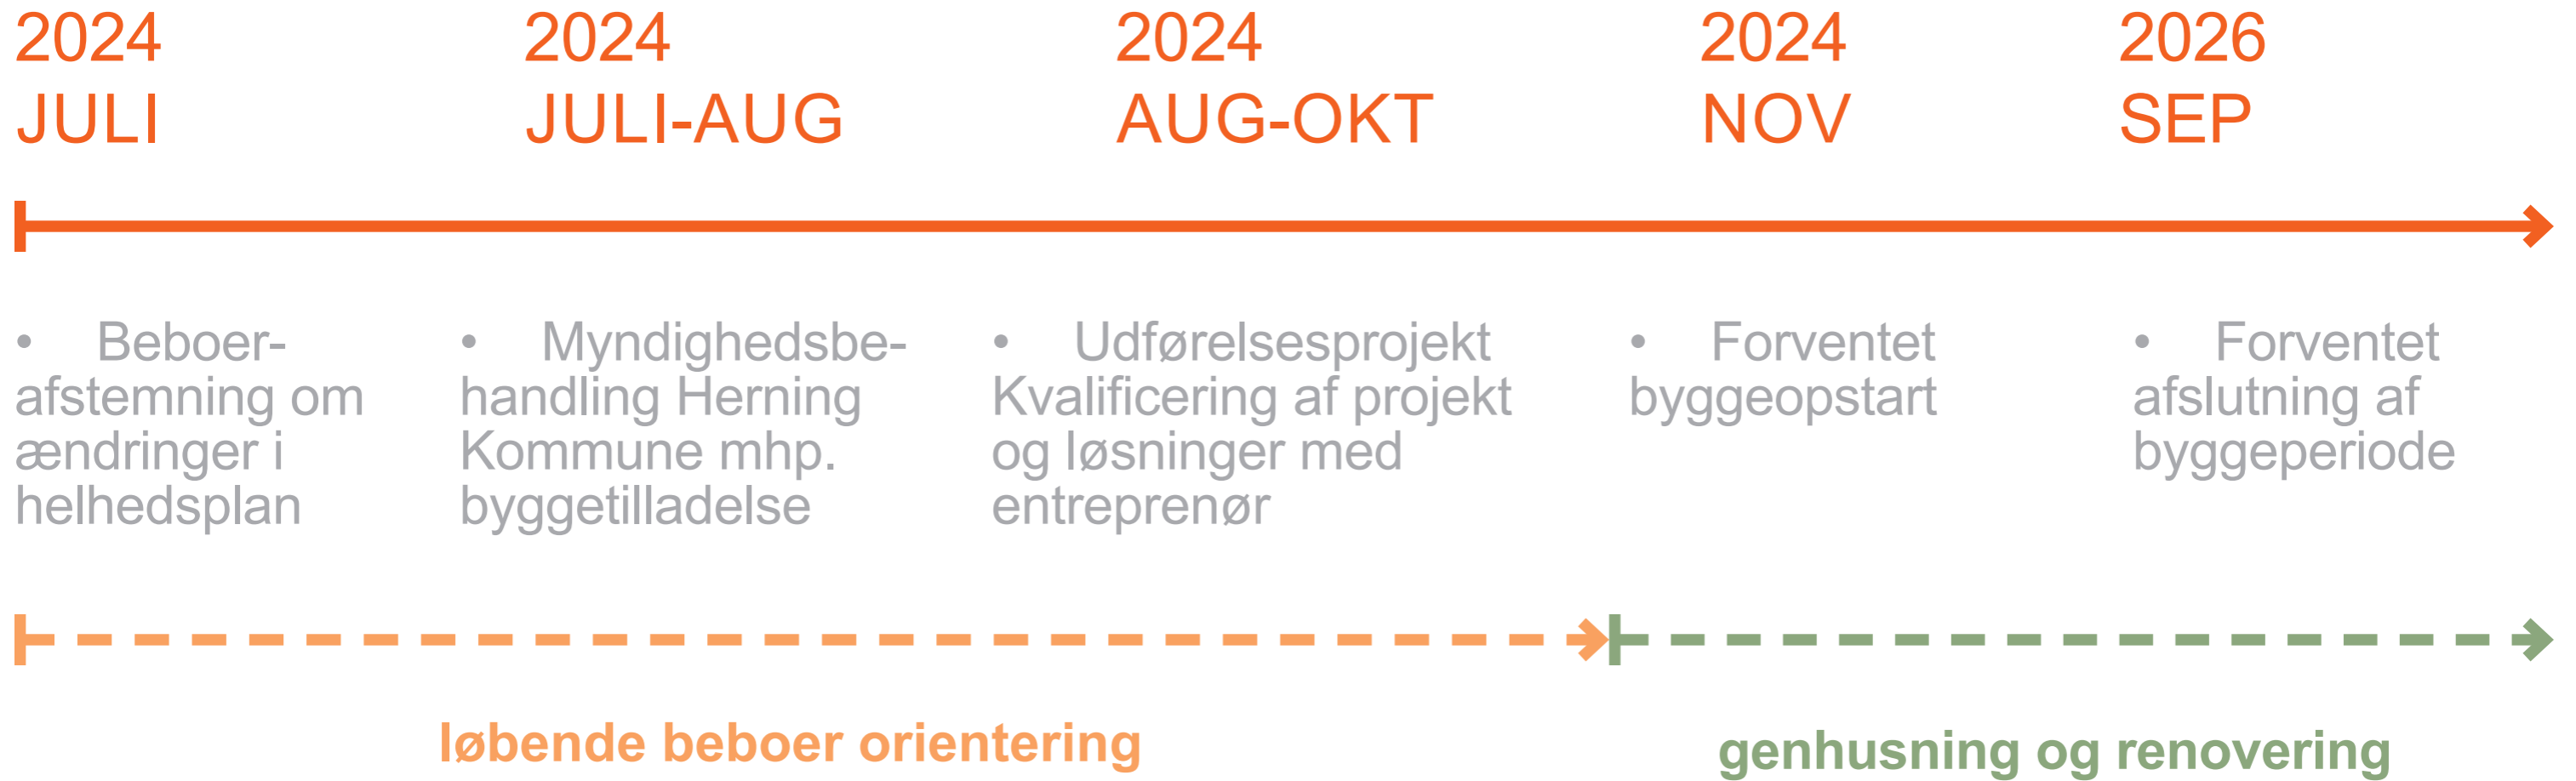 2024
JULI
2024
JULI-AUG
2024
AUG-OKT
2024
NOV
2026
SEP
• Beboer-
afstemning om
ændringer i
helhedsplan
• Myndighedsbe-
handling Herning
Kommune mhp.
byggetilladelse
• Udførelsesprojekt
Kvalificering af projekt
og løsninger med
entreprenør
• Forventet
byggeopstart
• Forventet
afslutning af
byggeperiode
løbende beboer orientering
genhusning og renovering